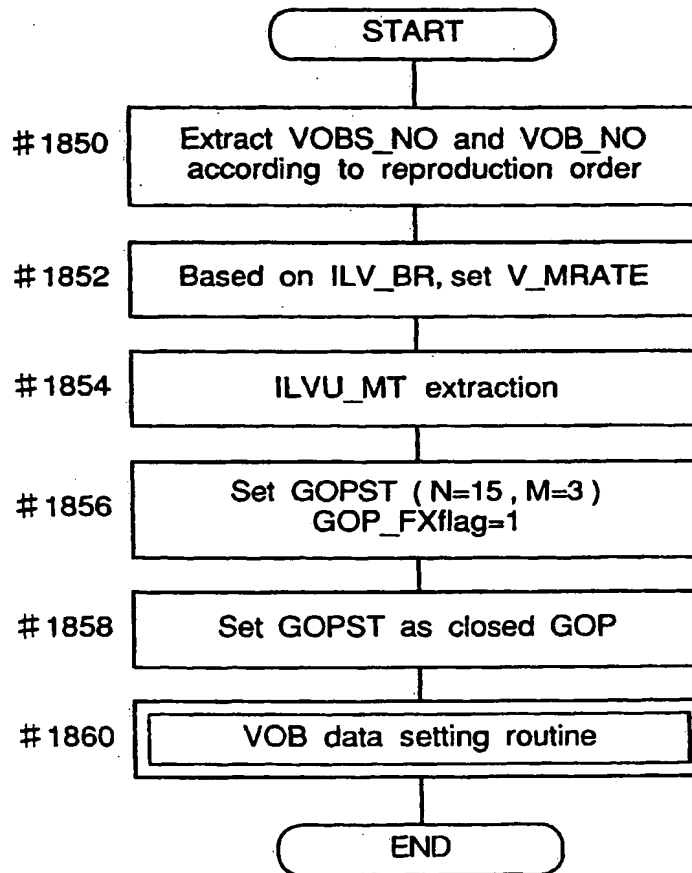 START
#1850
Extract VOBS_NO and VOB_NO
according to reproduction order
#1852
Based on ILV_BR, set V_MRATE
#1854
ILVU_MT extraction
#1856
Set GOPST (N=15, M=3)
GOP_FXflag=1
#1858
Set GOPST as closed GOP
#1860
VOB data setting routine
END